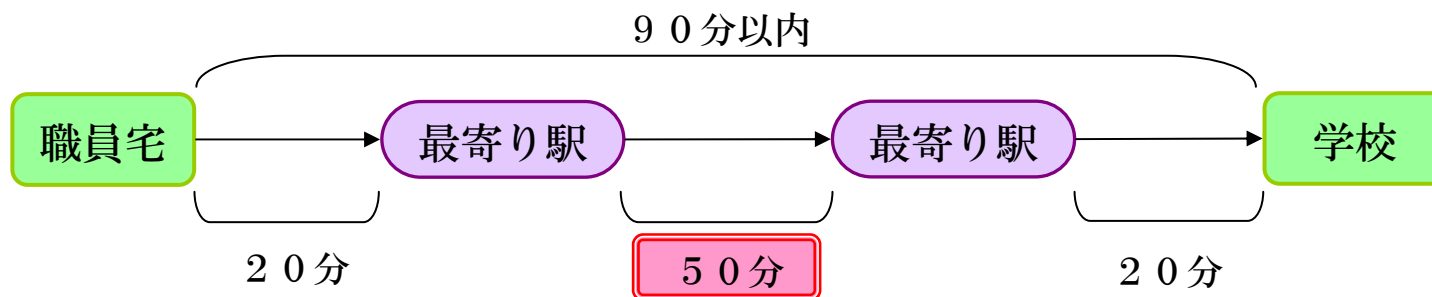 ９０分以内
職員宅
最寄り駅
最寄り駅
学校
２０分
５０分
２０分